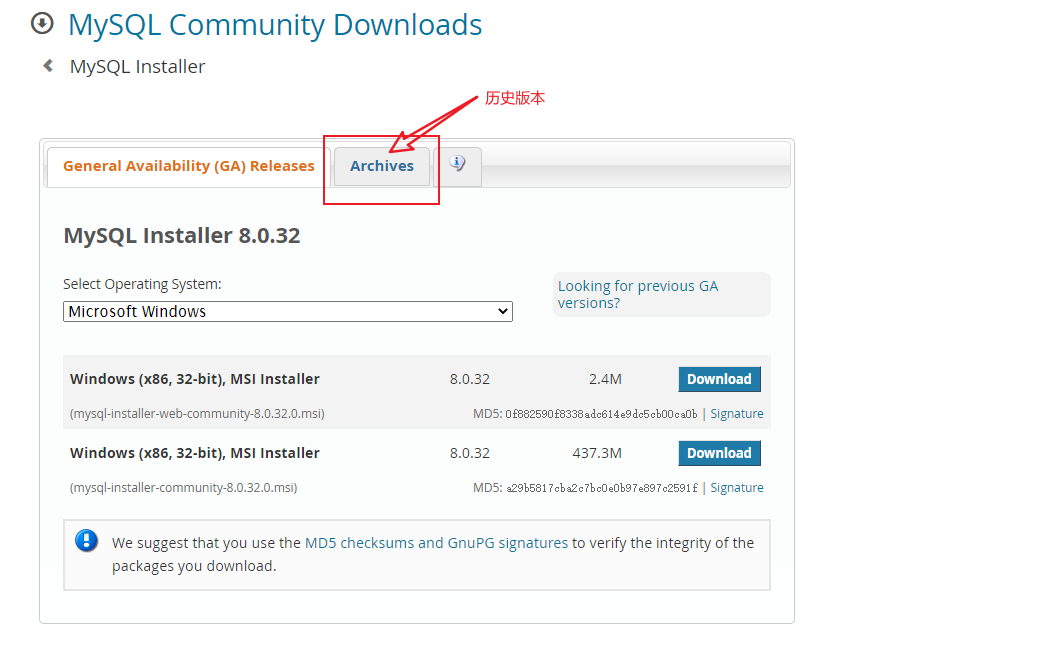 MySQL Community Downloads
MySQL Installer
历史版本
General Availability (GA) Releases
Archives
MySQL Installer 8.0.32
Select Operating System:
Looking for previous GA
versions?
Microsoft Windows
Windows (x86, 32-bit), MSI Installer 8.0.32 2.4M Download
(mysql-installer-web-community-8.0.32.0.msi) MD5: 0f882590f8338adc614e9dc5cb00ca0b | Signature
Windows (x86, 32-bit), MSI Installer 8.0.32 437.3M Download
(mysql-installer-community-8.0.32.0.msi) MD5: a29b5817cba2c7bc0e0b97e897c2591f | Signature
We suggest that you use the MD5 checksums and GnuPG signatures to verify the integrity of the
packages you download.